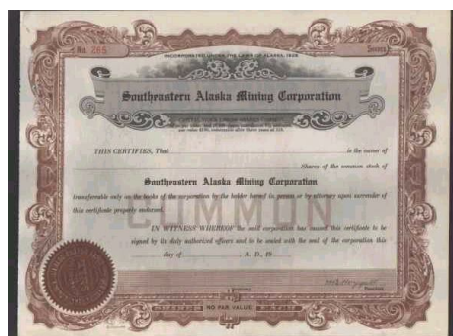 No. 265
Shares
INCORPORATED UNDER THE LAWS OF ALASKA, 1928
Southeastern Alaska Mining Corporation
THIS CERTIFIES, That is the owner of
Shares of the common stock of
Southeastern Alaska Mining Corporation
transferable only on the books of the corporation by the holder hereof in person or by attorney upon surrender of
this certificate properly endorsed.
COMMON
IN WITNESS WHEREOF the said corporation has caused this certificate to be
signed by its duly authorized officers and to be sealed with the seal of the corporation this
day of , A. D., 19
President
NO PAR VALUE